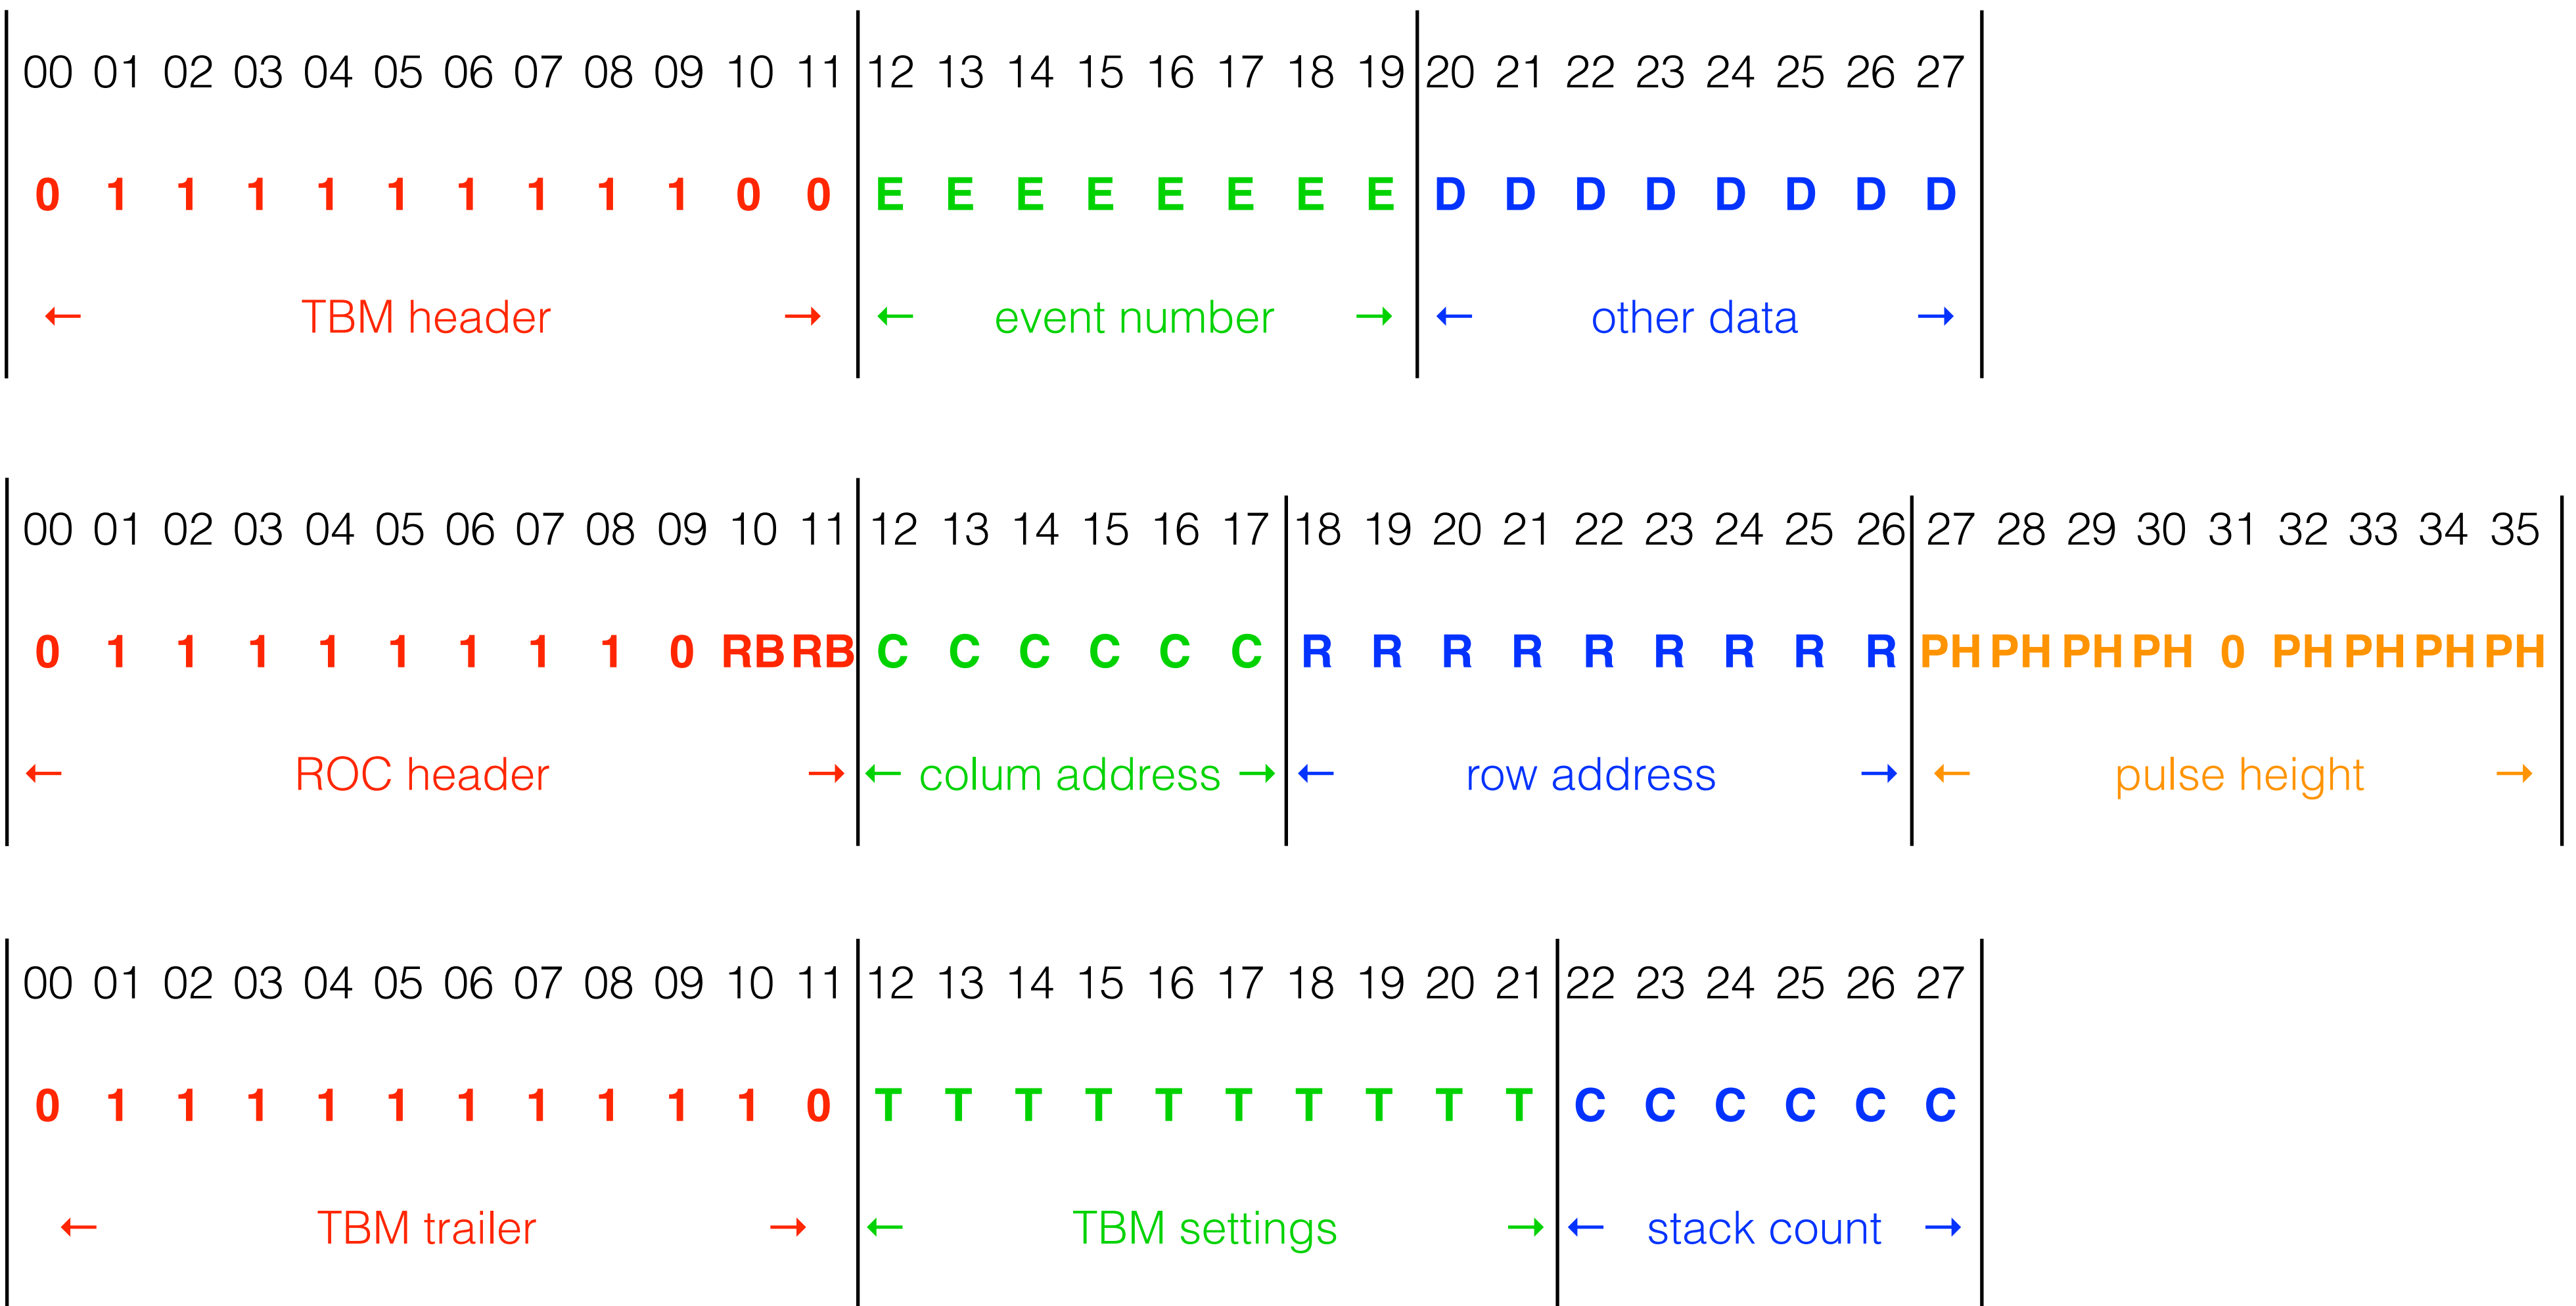 00 01 02 03 04 05 06 07 08 09 10 11 12 13 14 15 16 17 18 19 20 21 22 23 24 25 26 27
0 1 1 1 1 1 1 1 1 1 0 0 E E E E E E E E D D D D D D D D
← TBM header → ← event number → ← other data →
00 01 02 03 04 05 06 07 08 09 10 11 12 13 14 15 16 17 18 19 20 21 22 23 24 25 26 27 28 29 30 31 32 33 34 35
0 1 1 1 1 1 1 1 1 0 RB RB C C C C C C R R R R R R R R R PH PH PH PH 0 PH PH PH PH
← ROC header → ← colum address → ← row address → ← pulse height →
00 01 02 03 04 05 06 07 08 09 10 11 12 13 14 15 16 17 18 19 20 21 22 23 24 25 26 27
0 1 1 1 1 1 1 1 1 1 1 0 T T T T T T T T T T C C C C C C
← TBM trailer → ← TBM settings → ← stack count →